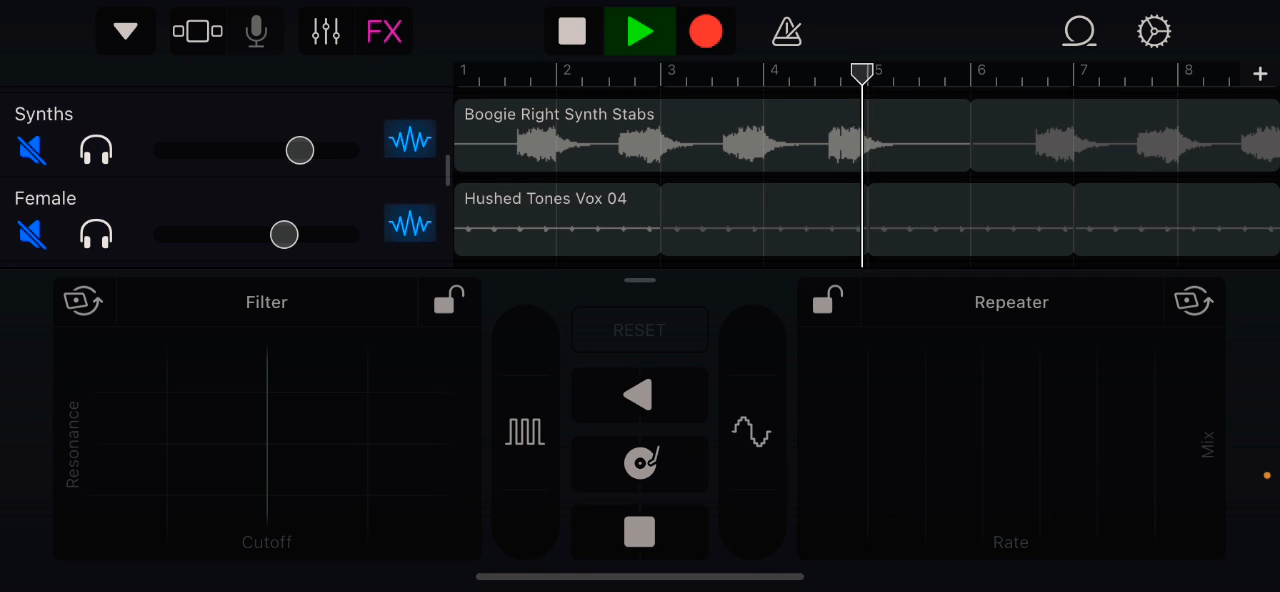 FX
1 2 3 4 5 6 7 8 +
Synths
Boogie Right Synth Stabs
Female
Hushed Tones Vox 04
Filter
RESET
Repeater
Resonance
Mix
Cutoff
Rate